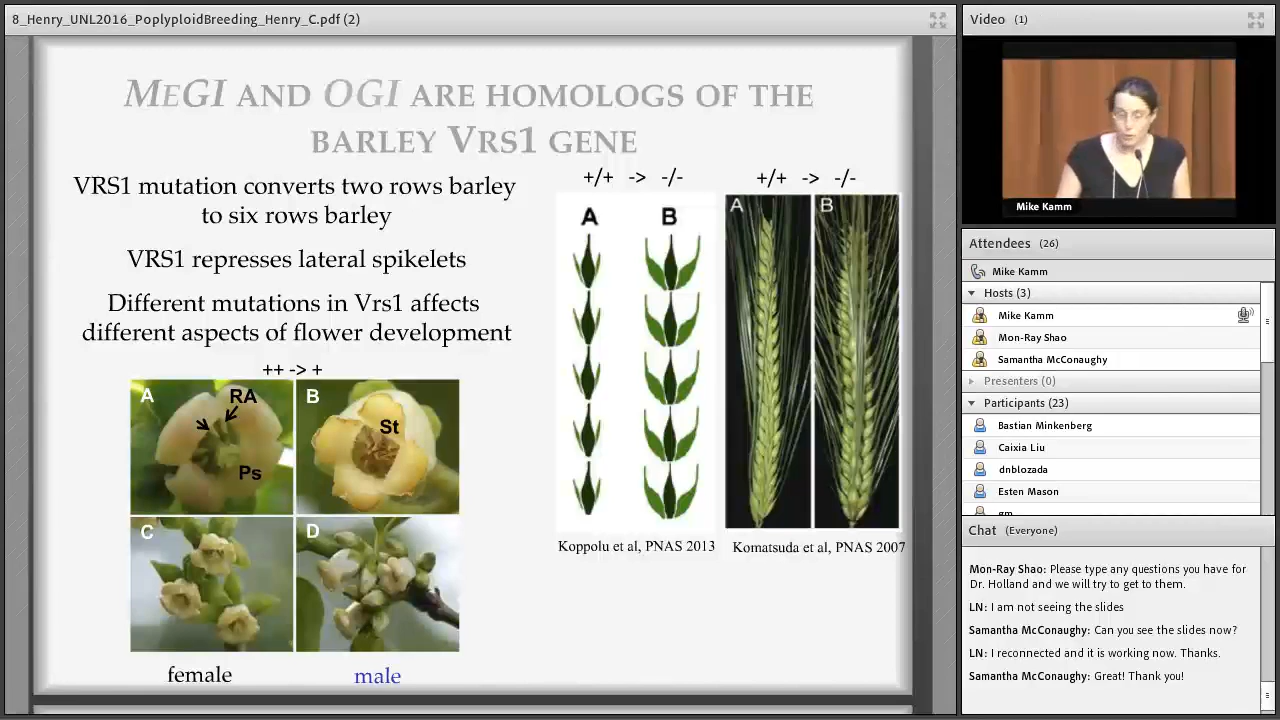 8_Henry_UNL2016_PoplyploidBreeding_Henry_C.pdf (2)
MEGI AND OGI ARE HOMOLOGS OF THE
BARLEY VRS1 GENE
VRS1 mutation converts two rows barley
to six rows barley
VRS1 represses lateral spikelets
Different mutations in Vrs1 affects
different aspects of flower development
++ -> +
A
RA
Ps
B
St
C
D
female
male
+/+ -> -/-
+/+ -> -/-
A
B
A
B
Koppolu et al, PNAS 2013
Komatsuda et al, PNAS 2007
Video (1)
Mike Kamm
Attendees (26)
Mike Kamm
Hosts (3)
Mike Kamm
Mon-Ray Shao
Samantha McConaughy
Presenters (0)
Participants (23)
Bastian Minkenberg
Caixia Liu
dnblozada
Esten Mason
Chat (Everyone)
Mon-Ray Shao: Please type any questions you have for
Dr. Holland and we will try to get to them.
LN: I am not seeing the slides
Samantha McConaughy: Can you see the slides now?
LN: I reconnected and it is working now. Thanks.
Samantha McConaughy: Great! Thank you!